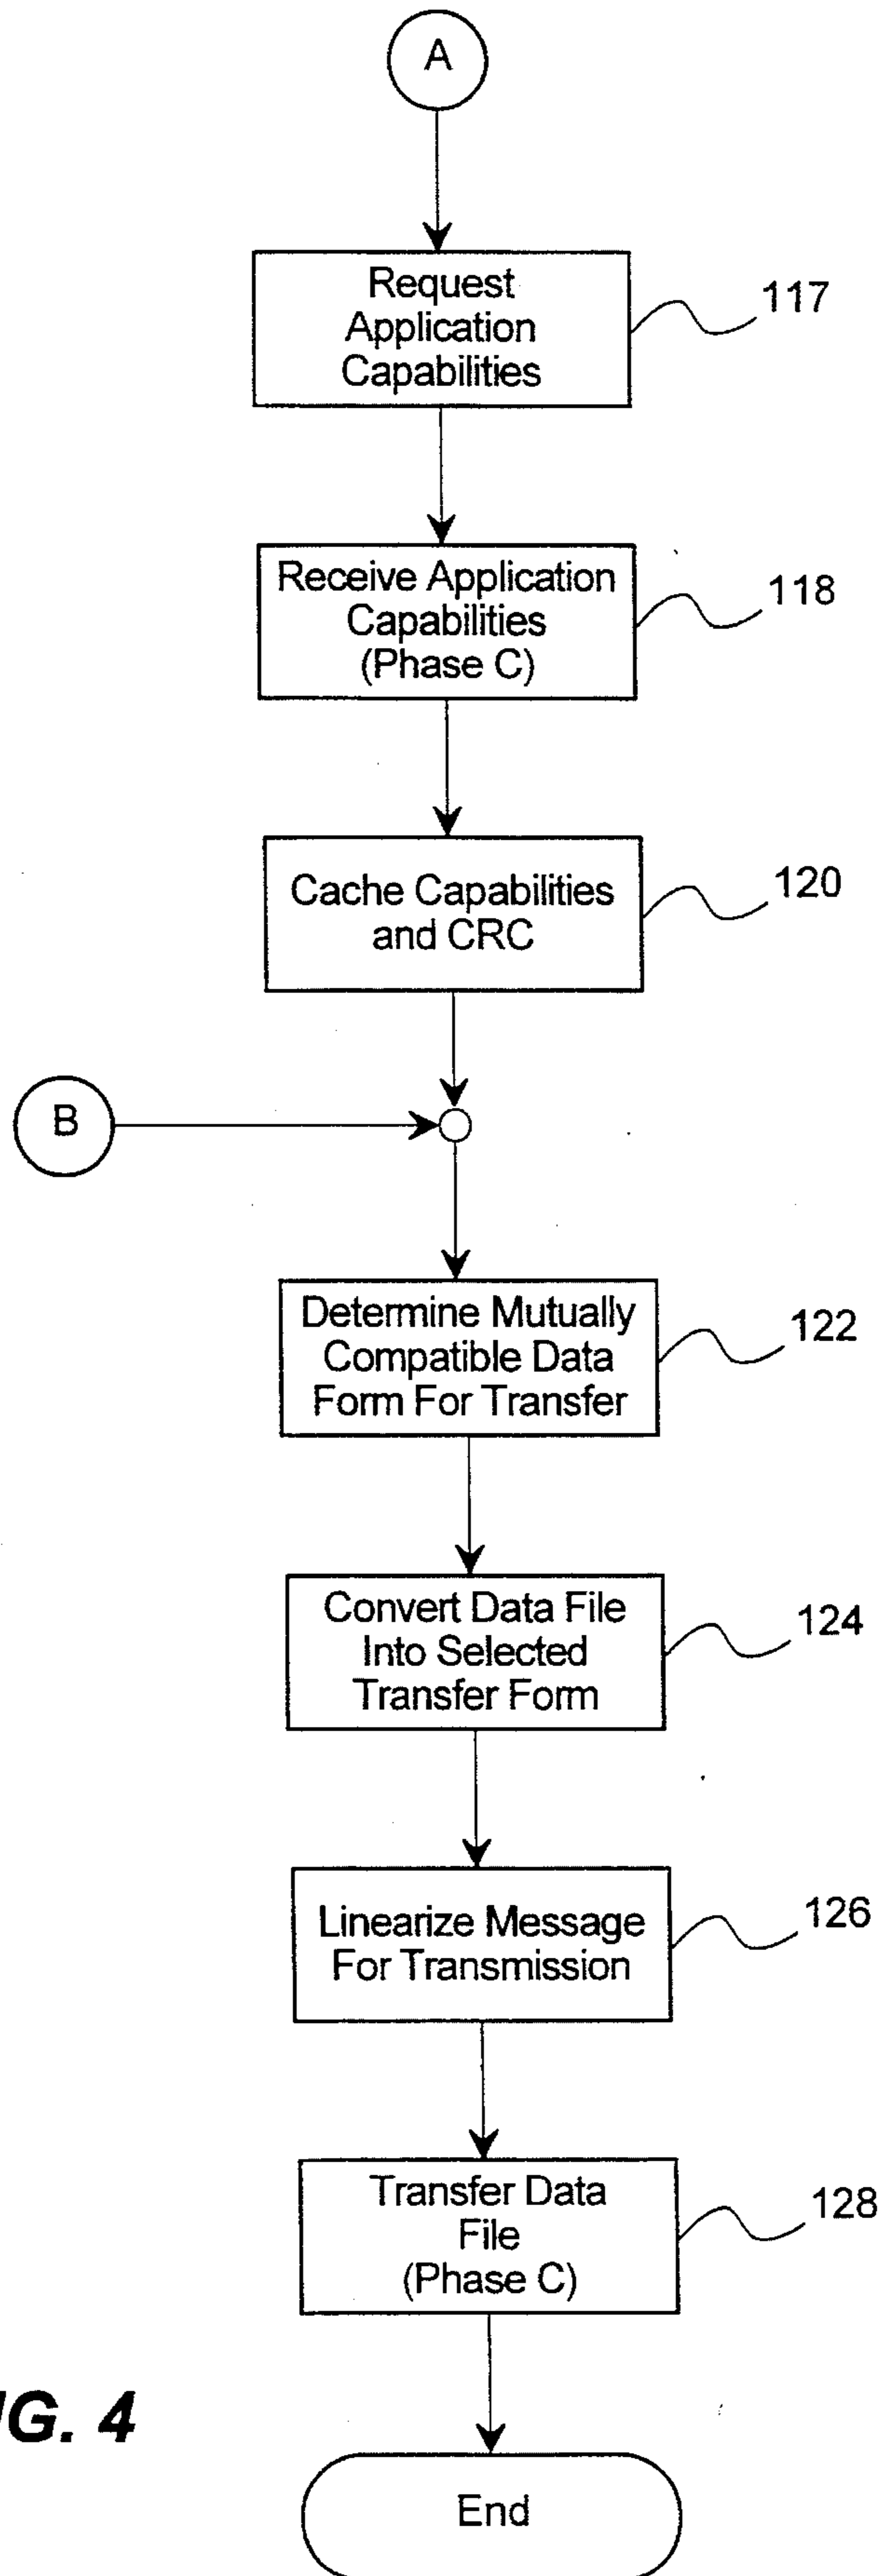 A
Request
Application
Capabilities
117
Receive Application
Capabilities
(Phase C)
118
Cache Capabilities
and CRC
120
B
Determine Mutually
Compatible Data
Form For Transfer
122
Convert Data File
Into Selected
Transfer Form
124
Linearize Message
For Transmission
126
Transfer Data
File
(Phase C)
128
IG. 4
End